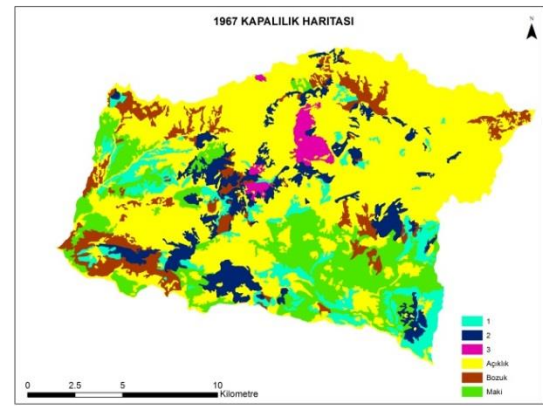 1967 KAPALILIK HARITASI
N
1
2
3
Açıklık
Bozuk
Maki
0 2.5 5 10
Kilometre